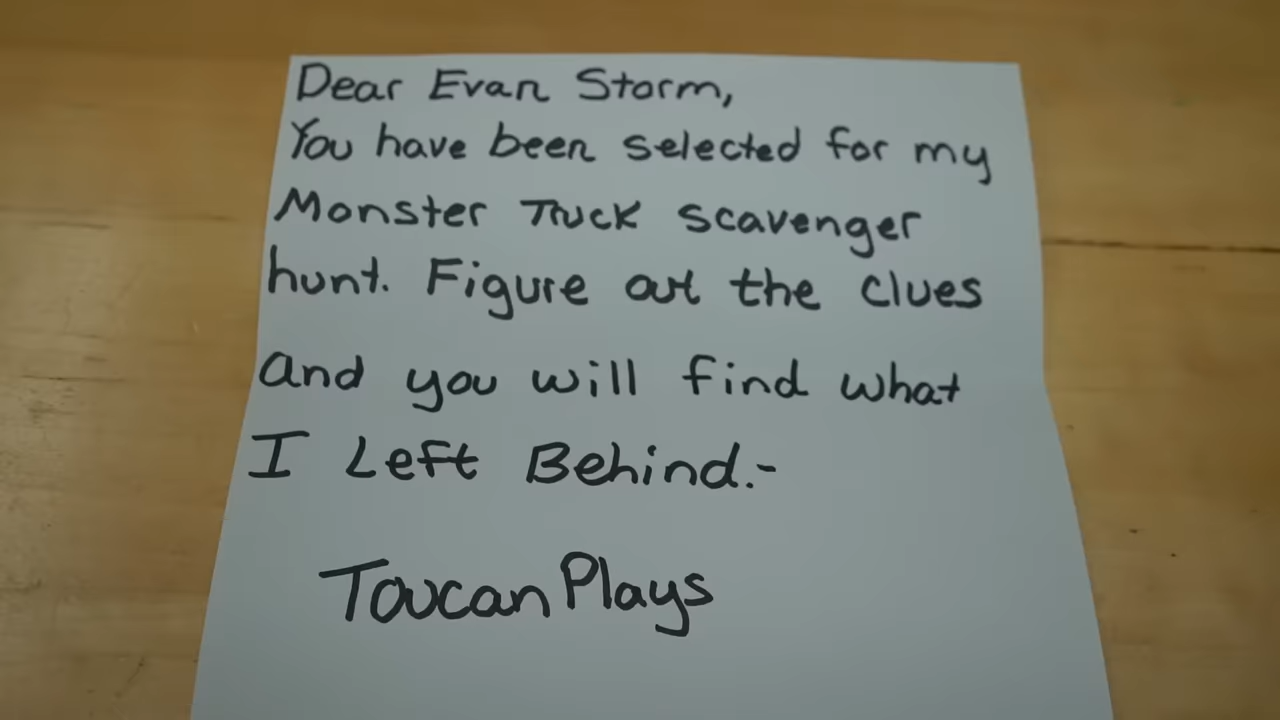 Dear Evan Storm,
You have been selected for my
Monster Truck scavenger
hunt. Figure out the clues
and you will find what
I Left Behind.-
ToucanPlays